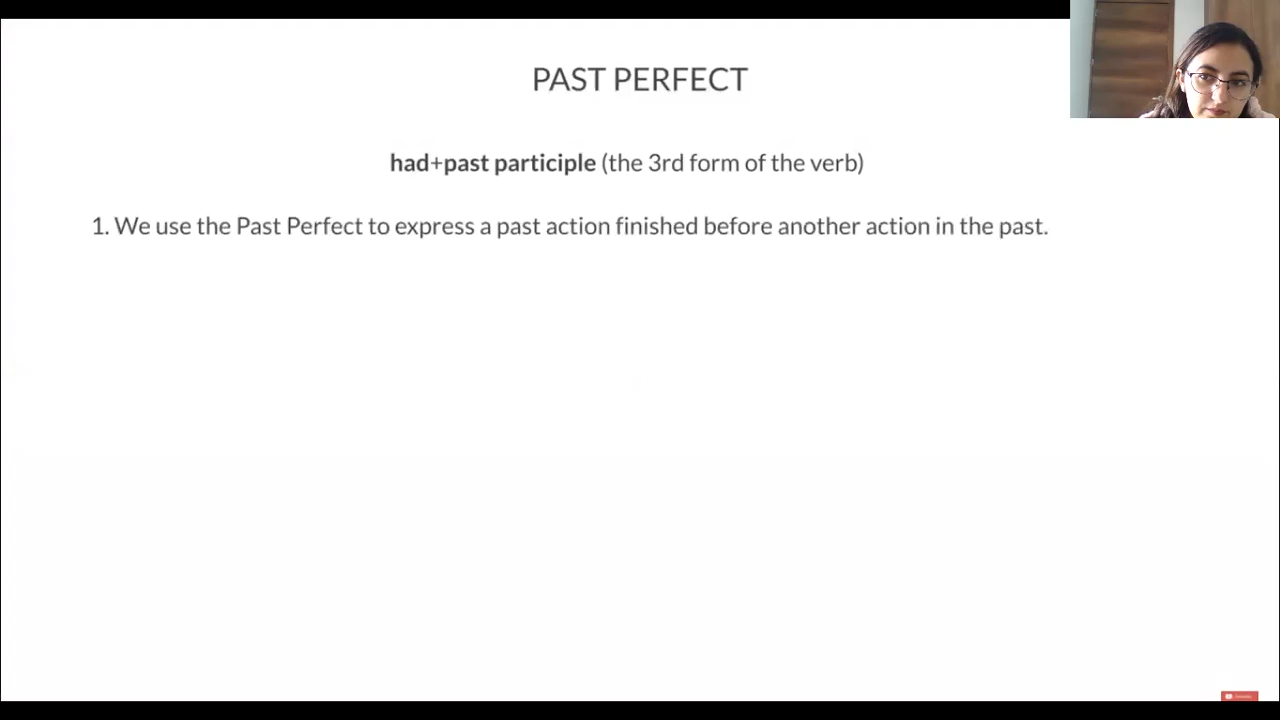 PAST PERFECT
had+past participle (the 3rd form of the verb)
1. We use the Past Perfect to express a past action finished before another action in the past.